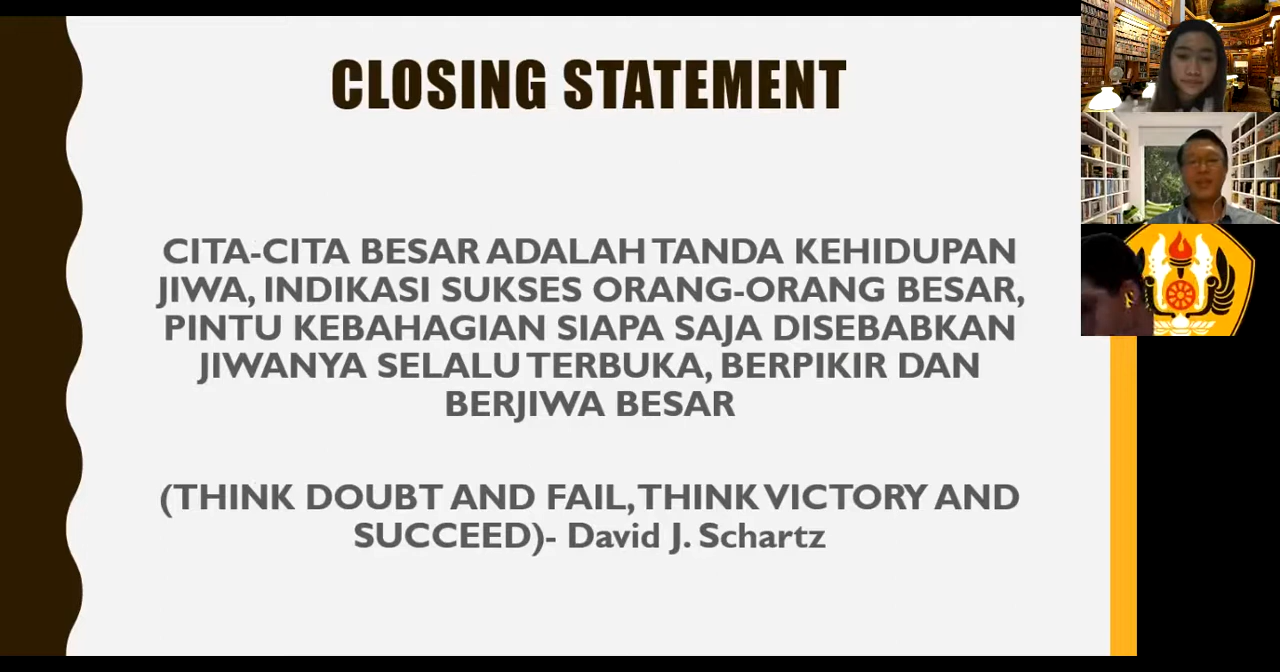 CLOSING STATEMENT
CITA-CITA BESAR ADALAH TANDA KEHIDUPAN
JIWA, INDIKASI SUKSES ORANG-ORANG BESAR,
PINTU KEBAHAGIAN SIAPA SAJA DISEBABKAN
JIWANYA SELALU TERBUKA, BERPIKIR DAN
BERJIWA BESAR
(THINK DOUBT AND FAIL, THINK VICTORY AND
SUCCEED)- David J. Schartz